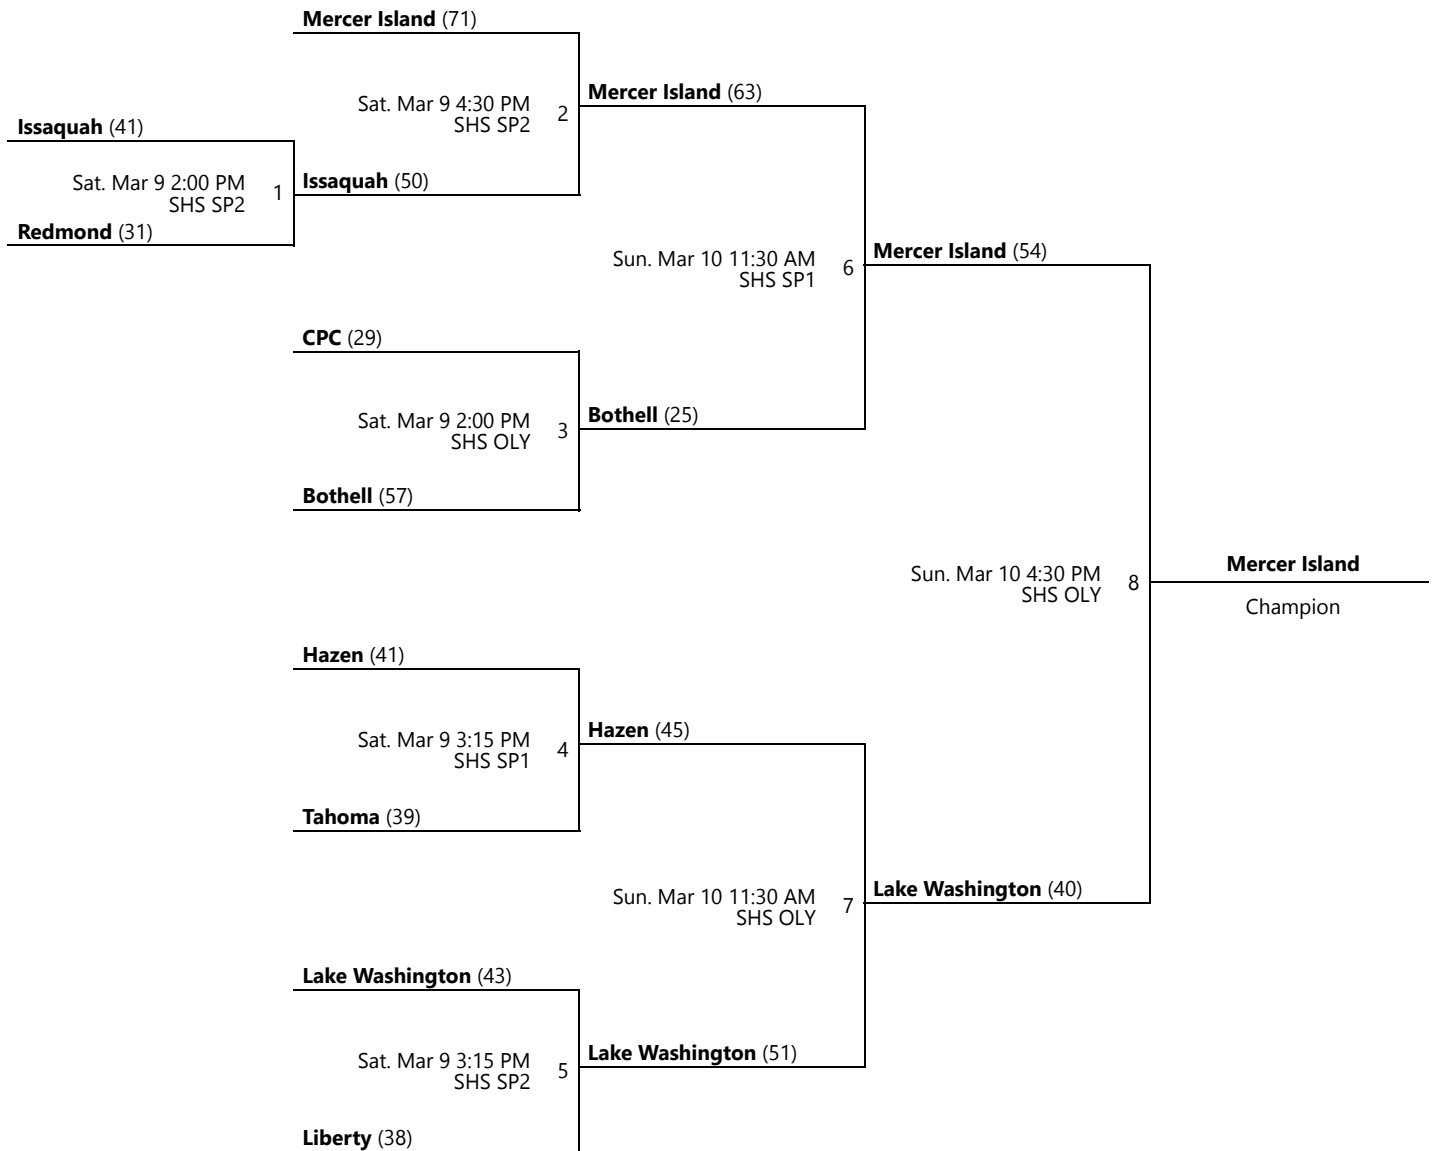 Mercer Island (71)
Sat. Mar 9 4:30 PM
SHS SP2
2
Mercer Island (63)
Issaquah (41)
Sat. Mar 9 2:00 PM
SHS SP2
1
Issaquah (50)
Redmond (31)
Sun. Mar 10 11:30 AM
SHS SP1
6
Mercer Island (54)
CPC (29)
Sat. Mar 9 2:00 PM
SHS OLY
3
Bothell (25)
Bothell (57)
Sun. Mar 10 4:30 PM
SHS OLY
8
Mercer Island
Champion
Hazen (41)
Sat. Mar 9 3:15 PM
SHS SP1
4
Hazen (45)
Tahoma (39)
Sun. Mar 10 11:30 AM
SHS OLY
7
Lake Washington (40)
Lake Washington (43)
Sat. Mar 9 3:15 PM
SHS SP2
5
Lake Washington (51)
Liberty (38)